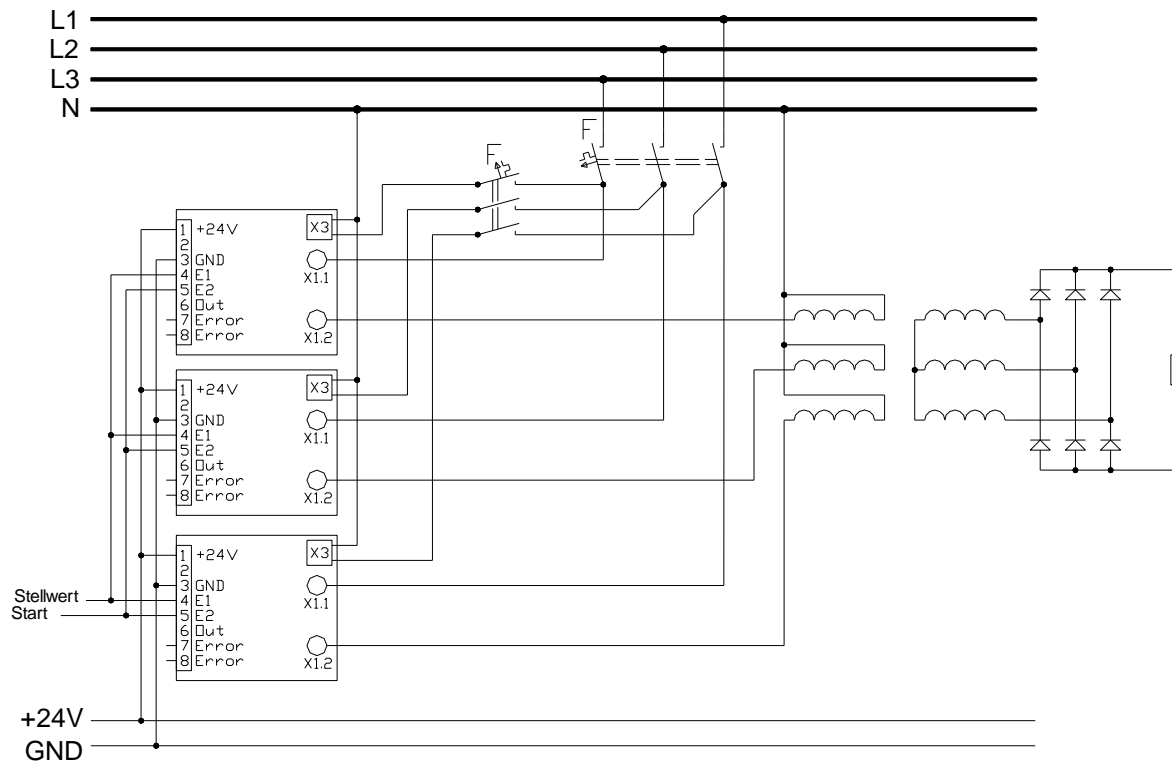 L1
L2
L3
N
F
F
1 +24V X3
2
3 GND
4 E1 X1.1
5 E2
6 Out
7 Error
8 Error X1.2
1 +24V X3
2
3 GND
4 E1 X1.1
5 E2
6 Out
7 Error
8 Error X1.2
1 +24V X3
2
3 GND
Stellwert 4 E1 X1.1
Start 5 E2
6 Out
7 Error
8 Error X1.2
+24V
GND